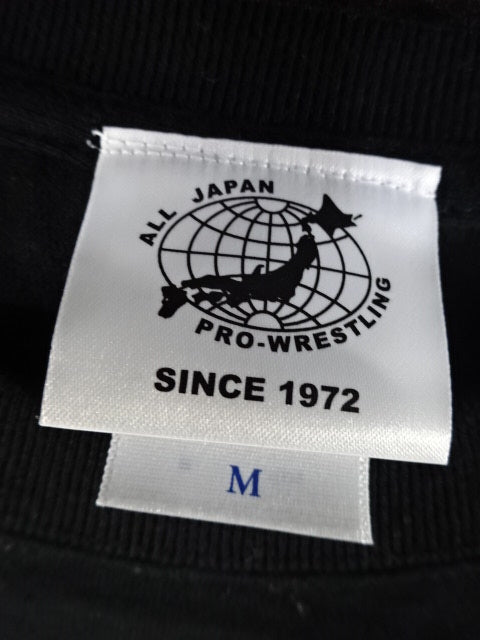 ALL JAPAN
PRO-WRESTLING
SINCE 1972
M